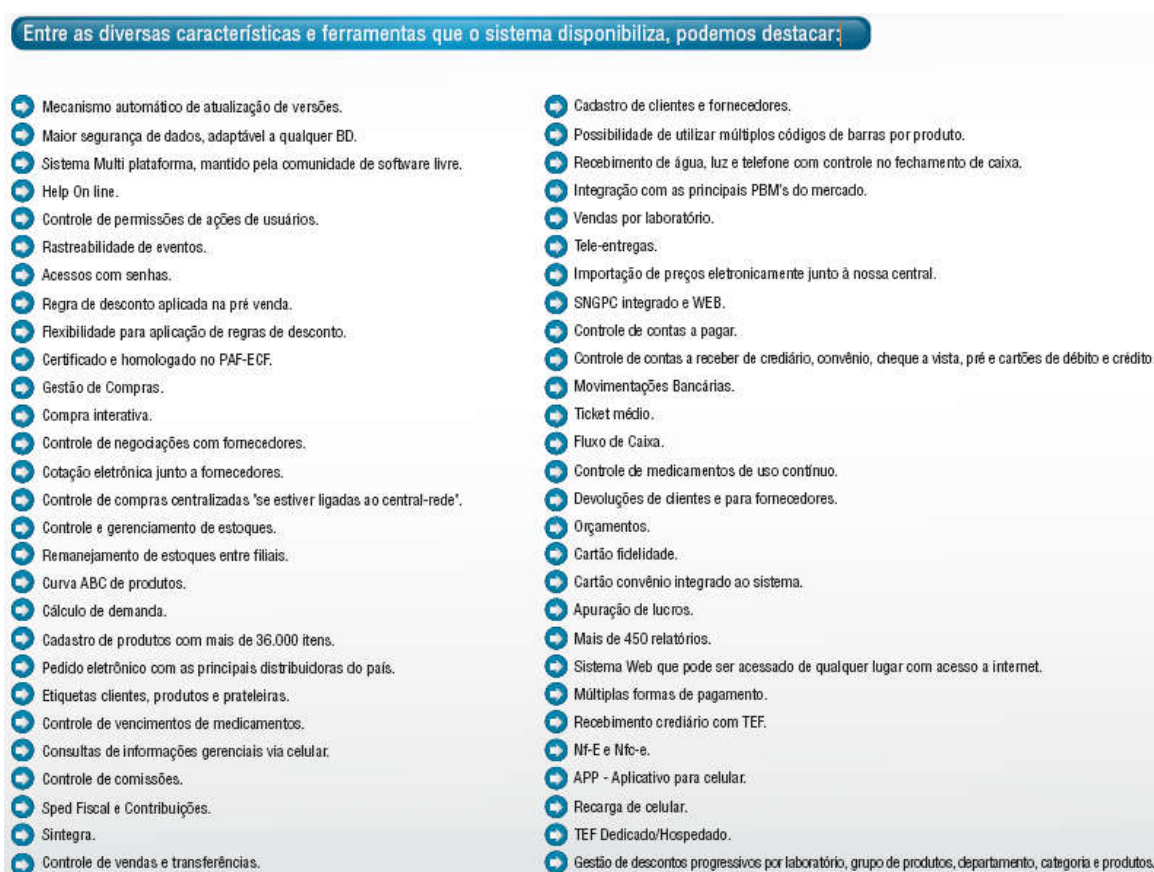 Entre as diversas características e ferramentas que o sistema disponibiliza, podemos destacar:
Mecanismo automático de atualização de versões.
Maior segurança de dados, adaptável a qualquer BD.
Sistema Multi plataforma, mantido pela comunidade de software livre.
Help On line.
Controle de permissões de ações de usuários.
Rastreabilidade de eventos.
Acessos com senhas.
Regra de desconto aplicada na pré venda.
Flexibilidade para aplicação de regras de desconto.
Certificado e homologado no PAF-ECF.
Gestão de Compras.
Compra interativa.
Controle de negociações com fornecedores.
Cotação eletrônica junto a fornecedores.
Controle de compras centralizadas "se estiver ligadas ao central-rede".
Controle e gerenciamento de estoques.
Remanejamento de estoques entre filiais.
Curva ABC de produtos.
Cálculo de demanda.
Cadastro de produtos com mais de 36.000 itens.
Pedido eletrônico com as principais distribuidoras do país.
Etiquetas clientes, produtos e prateleiras.
Controle de vencimentos de medicamentos.
Consultas de informações gerenciais via celular.
Controle de comissões.
Sped Fiscal e Contribuições.
Sintegra.
Controle de vendas e transferências.
Cadastro de clientes e fornecedores.
Possibilidade de utilizar múltiplos códigos de barras por produto.
Recebimento de água, luz e telefone com controle no fechamento de caixa.
Integração com as principais PBM's do mercado.
Vendas por laboratório.
Tele-entregas.
Importação de preços eletronicamente junto à nossa central.
SNGPC integrado e WEB.
Controle de contas a pagar.
Controle de contas a receber de crediário, convênio, cheque a vista, pré e cartões de débito e crédito
Movimentações Bancárias.
Ticket médio.
Fluxo de Caixa.
Controle de medicamentos de uso contínuo.
Devoluções de clientes e para fornecedores.
Orçamentos.
Cartão fidelidade.
Cartão convênio integrado ao sistema.
Apuração de lucros.
Mais de 450 relatórios.
Sistema Web que pode ser acessado de qualquer lugar com acesso a internet.
Múltiplas formas de pagamento.
Recebimento crediário com TEF.
Nf-E e Nfc-e.
APP - Aplicativo para celular.
Recarga de celular.
TEF Dedicado/Hospedado.
Gestão de descontos progressivos por laboratório, grupo de produtos, departamento, categoria e produtos.